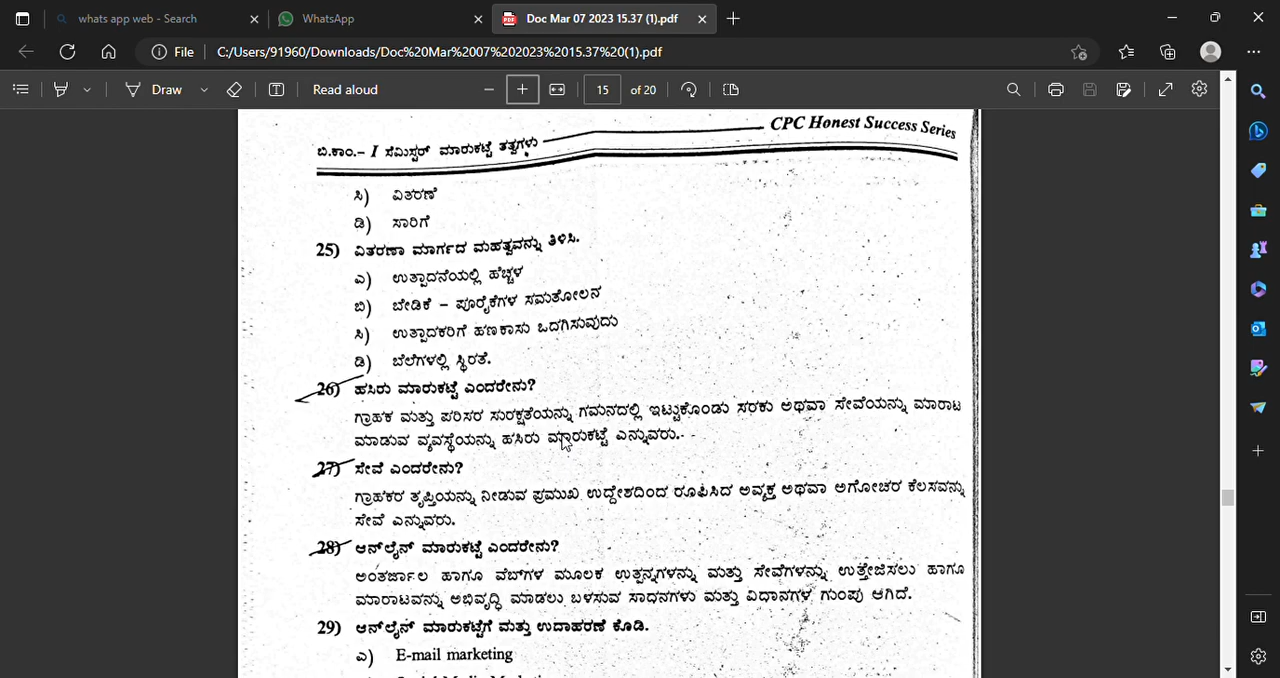 whats app web - Search
WhatsApp
Doc Mar 07 2023 15.37 (1).pdf
File
C:/Users/91960/Downloads/Doc%20Mar%2007%202023%2015.37%20(1).pdf
Draw
Read aloud
15
of 20
CPC Honest Success Series
ಬಿ.ಕಾಂ.– I ಸೆಮಿಸ್ಟರ್ ಮಾರುಕಟ್ಟೆ ತತ್ವಗಳು
ಸಿ) ವಿತರಣೆ
ಡಿ) ಸಾರಿಗೆ
25) ವಿತರಣಾ ಮಾರ್ಗದ ಮಹತ್ವವನ್ನು ತಿಳಿಸಿ.
ಎ) ಉತ್ಪಾದನೆಯಲ್ಲಿ ಹೆಚ್ಚಳ
ಬಿ) ಬೇಡಿಕೆ – ಪೂರೈಕೆಗಳ ಸಮತೋಲನ
ಸಿ) ಉತ್ಪಾದಕರಿಗೆ ಹಣಕಾಸು ಒದಗಿಸುವುದು
ಡಿ) ಬೆಲೆಗಳಲ್ಲಿ ಸ್ಥಿರತೆ.
26) ಹಸಿರು ಮಾರುಕಟ್ಟೆ ಎಂದರೇನು?
ಗ್ರಾಹಕ ಮತ್ತು ಪರಿಸರ ಸುರಕ್ಷತೆಯನ್ನು ಗಮನದಲ್ಲಿ ಇಟ್ಟುಕೊಂಡು ಸರಕು ಅಥವಾ ಸೇವೆಯನ್ನು ಮಾರಾಟ
ಮಾಡುವ ವ್ಯವಸ್ಥೆಯನ್ನು ಹಸಿರು ಮಾರುಕಟ್ಟೆ ಎನ್ನುವರು.
27) ಸೇವೆ ಎಂದರೇನು?
ಗ್ರಾಹಕರ ತೃಪ್ತಿಯನ್ನು ನೀಡುವ ಪ್ರಮುಖ ಉದ್ದೇಶದಿಂದ ರೂಪಿಸಿದ ಅವ್ಯಕ್ತ ಅಥವಾ ಅಗೋಚರ ಕೆಲಸವನ್ನು
ಸೇವೆ ಎನ್ನುವರು.
28) ಆನ್‌ಲೈನ್ ಮಾರುಕಟ್ಟೆ ಎಂದರೇನು?
ಅಂತರ್ಜಾಲ ಹಾಗೂ ವೆಬ್‌ಗಳ ಮೂಲಕ ಉತ್ಪನ್ನಗಳನ್ನು ಮತ್ತು ಸೇವೆಗಳನ್ನು ಉತ್ತೇಜಿಸಲು ಹಾಗೂ
ಮಾರಾಟವನ್ನು ಅಭಿವೃದ್ಧಿ ಮಾಡಲು ಬಳಸುವ ಸಾಧನಗಳು ಮತ್ತು ವಿಧಾನಗಳ ಗುಂಪು ಆಗಿದೆ.
29) ಆನ್‌ಲೈನ್ ಮಾರುಕಟ್ಟೆಗೆ ಮತ್ತು ಉದಾಹರಣೆ ಕೊಡಿ.
ಎ) E-mail marketing